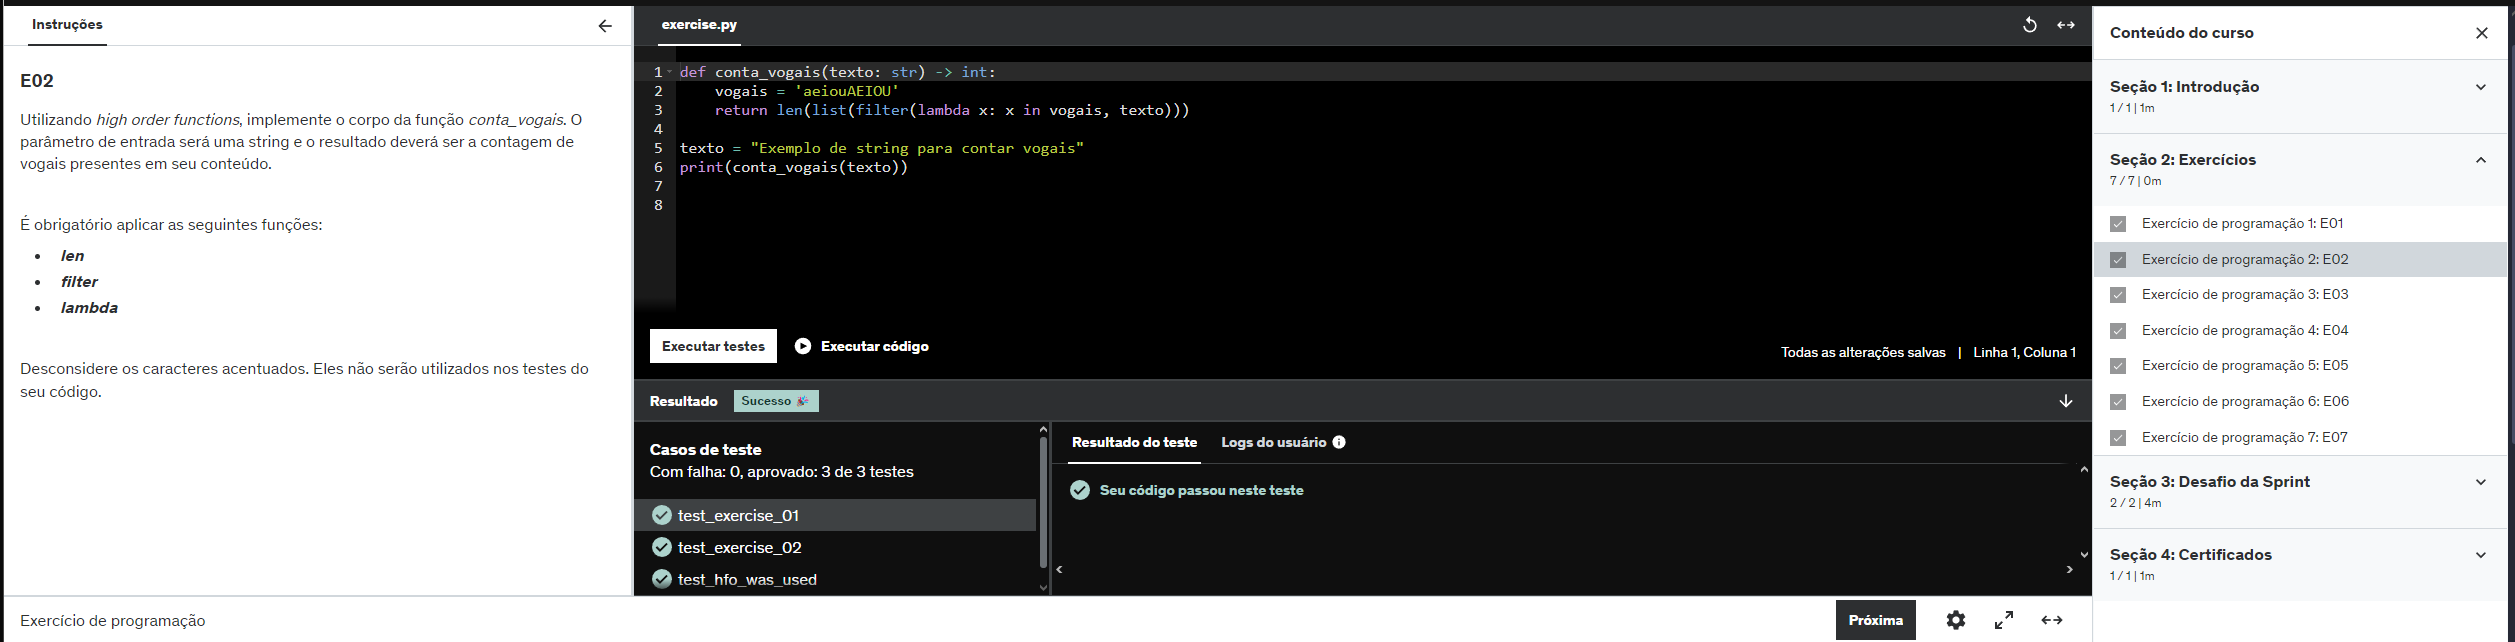 Instruções
E02
Utilizando high order functions, implemente o corpo da função conta_vogais. O
parâmetro de entrada será uma string e o resultado deverá ser a contagem de
vogais presentes em seu conteúdo.
É obrigatório aplicar as seguintes funções:
• len
• filter
• lambda
Desconsidere os caracteres acentuados. Eles não serão utilizados nos testes do
seu código.
Exercício de programação
exercise.py
1 def conta_vogais(texto: str) -> int:
2     vogais = 'aeiouAEIOU'
3     return len(list(filter(lambda x: x in vogais, texto)))
4
5 texto = "Exemplo de string para contar vogais"
6 print(conta_vogais(texto))
7
8
Executar testes
Executar código
Todas as alterações salvas | Linha 1, Coluna 1
Resultado
Sucesso 🎉
Casos de teste
Com falha: 0, aprovado: 3 de 3 testes
test_exercise_01
test_exercise_02
test_hfo_was_used
Resultado do teste
Logs do usuário
Seu código passou neste teste
Próxima
Conteúdo do curso
Seção 1: Introdução
1 / 1 | 1m
Seção 2: Exercícios
7 / 7 | 0m
Exercício de programação 1: E01
Exercício de programação 2: E02
Exercício de programação 3: E03
Exercício de programação 4: E04
Exercício de programação 5: E05
Exercício de programação 6: E06
Exercício de programação 7: E07
Seção 3: Desafio da Sprint
2 / 2 | 4m
Seção 4: Certificados
1 / 1 | 1m